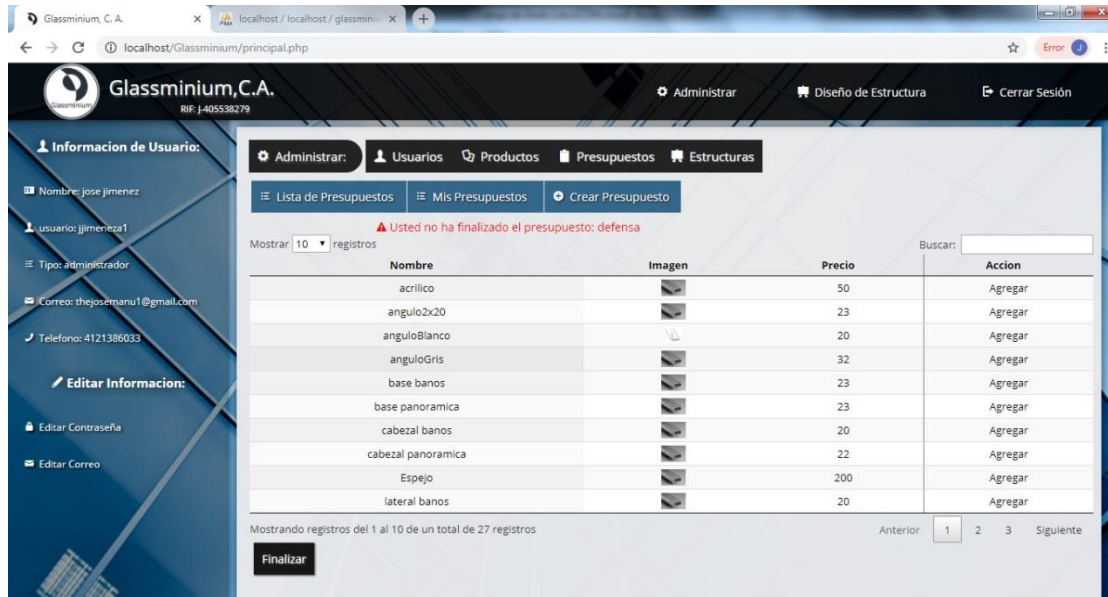 Glassminium, C. A.
localhost / localhost / glassminiu
localhost/Glassminium/principal.php
Error J
Glassminium
Glassminium,C.A.
RIF: J-405538279
Administrar
Diseño de Estructura
Cerrar Sesión
Informacion de Usuario:
Nombre: jose jimenez
usuario: jjimeneza1
Tipo: administrador
Correo: thejosemanu1@gmail.com
Telefono: 4121386033
Editar Informacion:
Editar Contraseña
Editar Correo
Administrar: Usuarios Productos Presupuestos Estructuras
Lista de Presupuestos Mis Presupuestos Crear Presupuesto
Usted no ha finalizado el presupuesto: defensa
Mostrar 10 registros Buscar:
Nombre Imagen Precio Accion
acrilico 50 Agregar
angulo2x20 23 Agregar
anguloBlanco 20 Agregar
anguloGris 32 Agregar
base banos 23 Agregar
base panoramica 23 Agregar
cabezal banos 20 Agregar
cabezal panoramica 22 Agregar
Espejo 200 Agregar
lateral banos 20 Agregar
Mostrando registros del 1 al 10 de un total de 27 registros Anterior 1 2 3 Siguiente
Finalizar